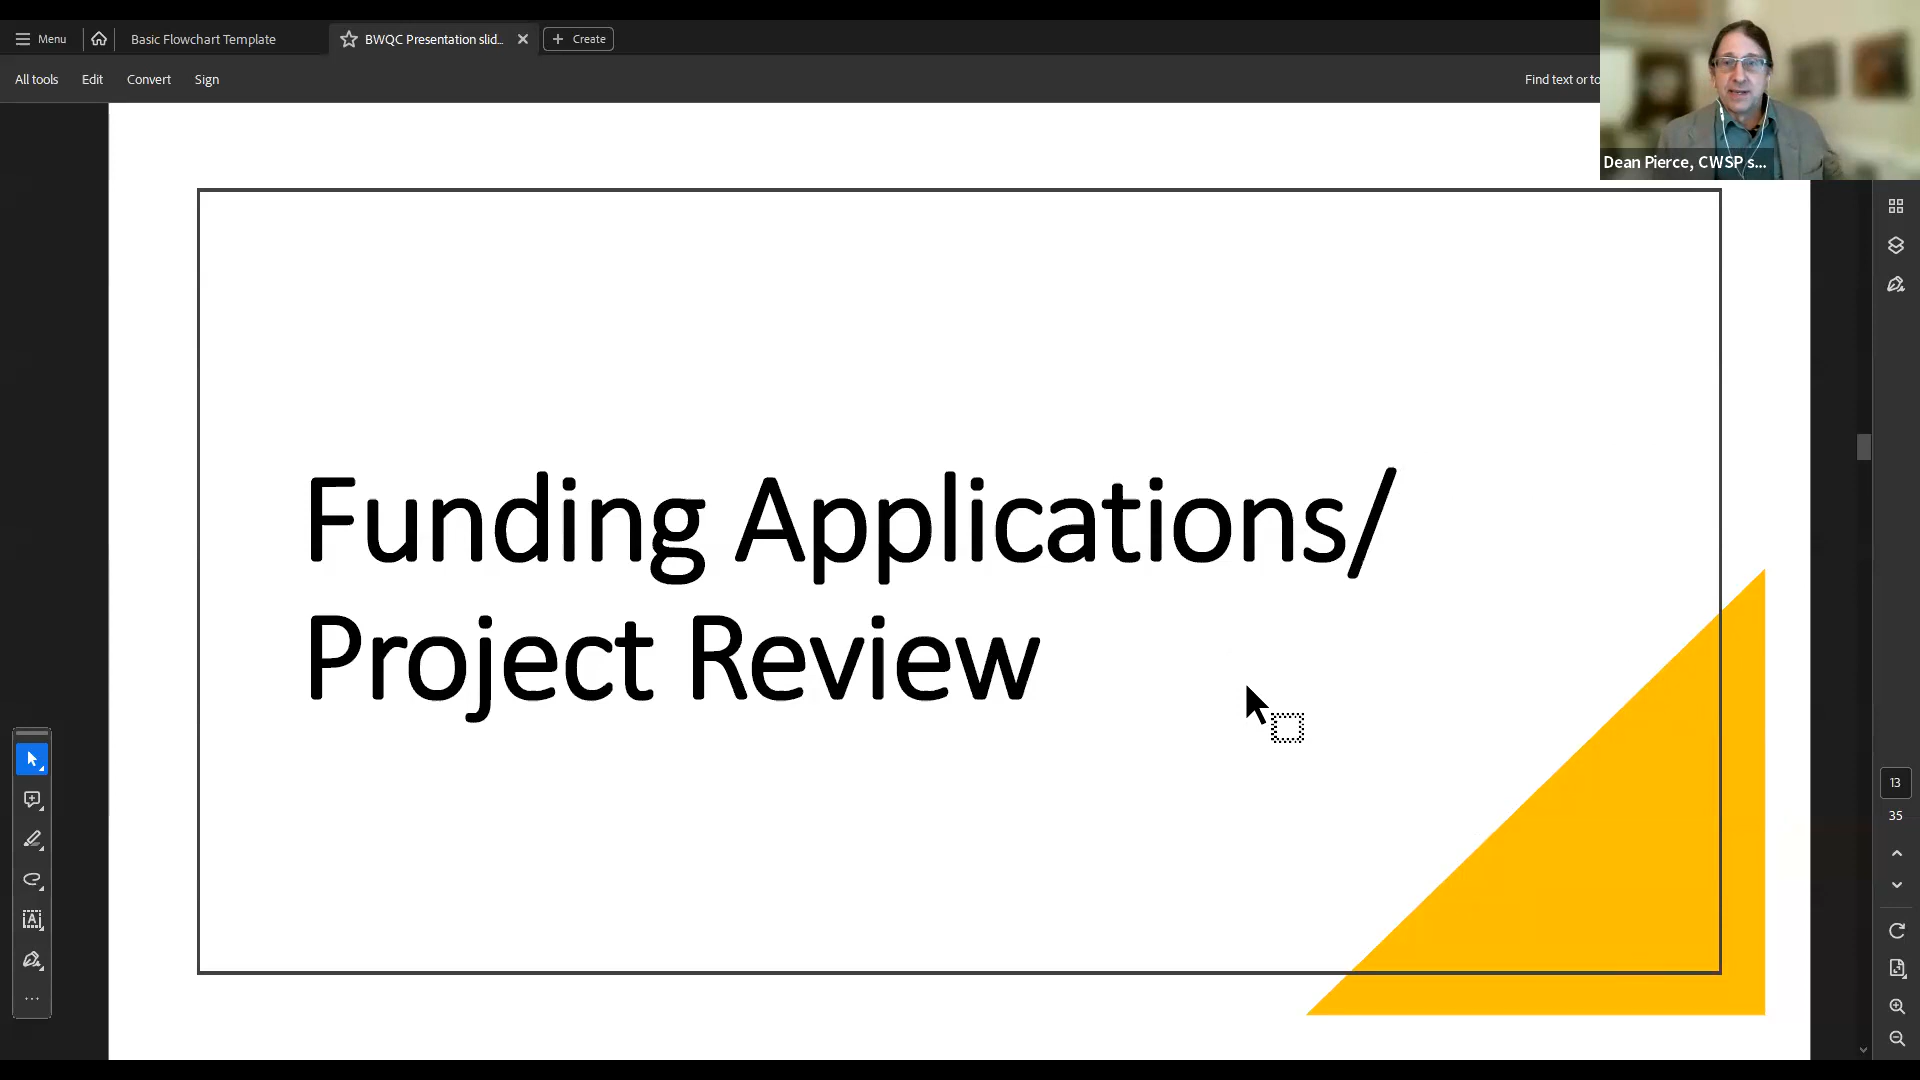 Menu
Basic Flowchart Template
BWQC Presentation slid...
Create
All tools
Edit
Convert
Sign
Find text or to
Dean Pierce, CWSP s...
Funding Applications/
Project Review
13
35